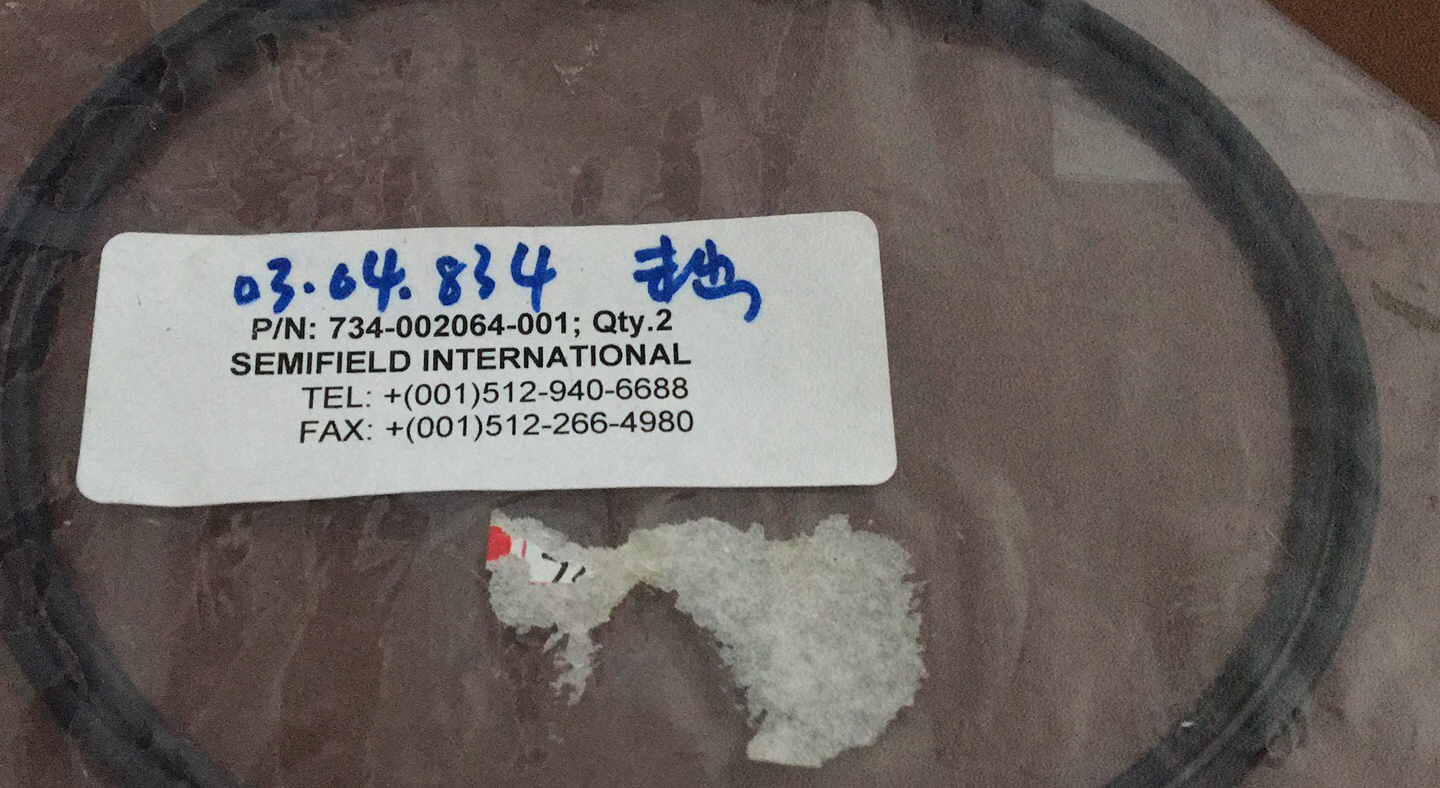 03.04.834
P/N: 734-002064-001; Qty.2
SEMIFIELD INTERNATIONAL
TEL: +(001)512-940-6688
FAX: +(001)512-266-4980